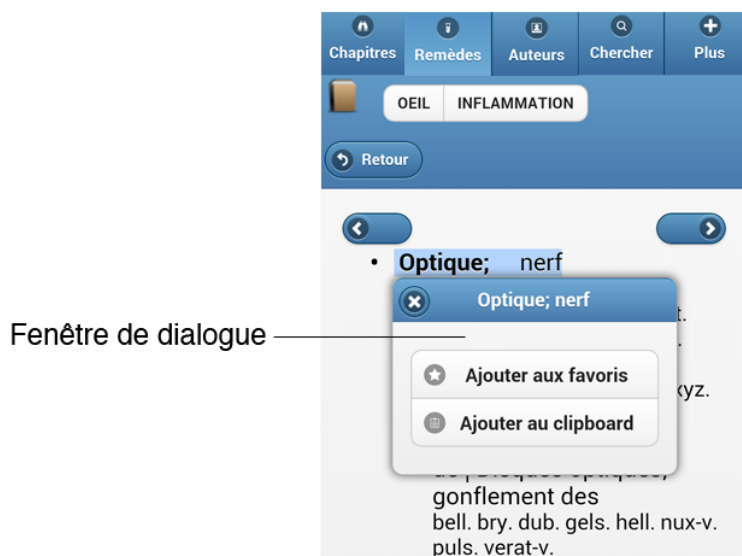 Chapitres Remèdes Auteurs Chercher Plus
OEIL INFLAMMATION
Retour
• Optique; nerf
Optique; nerf
t.
.
Fenêtre de dialogue
Ajouter aux favoris
xyz.
Ajouter au clipboard
gonflement des
bell. bry. dub. gels. hell. nux-v.
puls. verat-v.